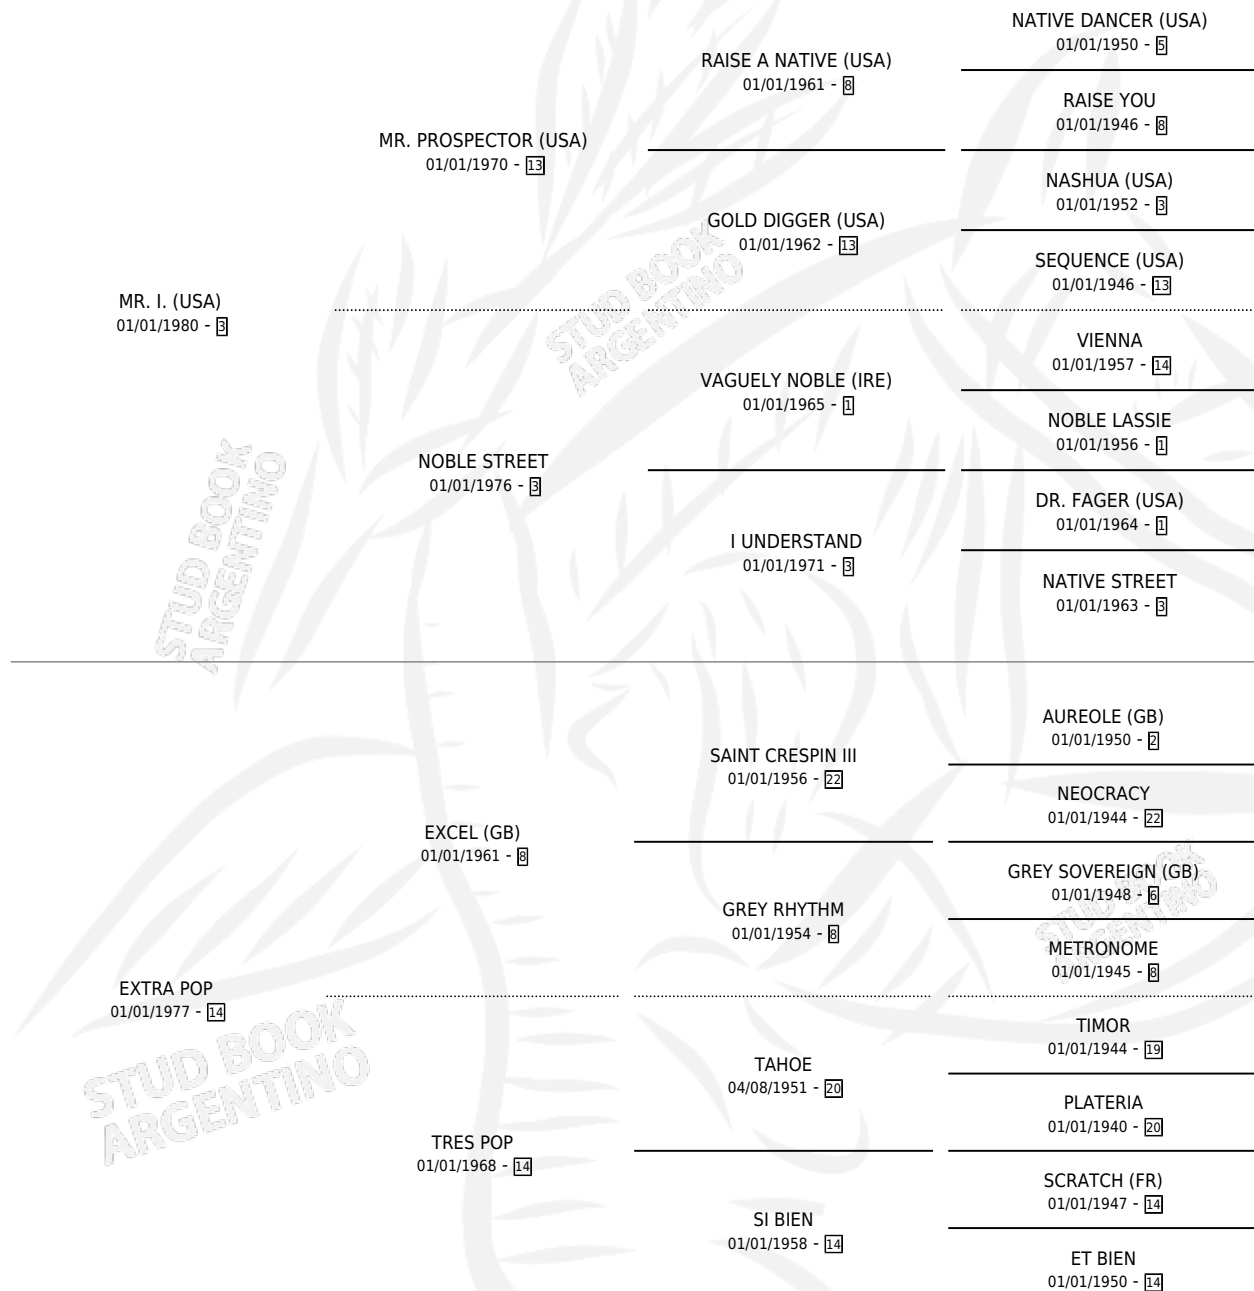 NATIVE DANCER (USA)
01/01/1950 - 5
RAISE A NATIVE (USA)
01/01/1961 - 8
RAISE YOU
01/01/1946 - 8
MR. PROSPECTOR (USA)
01/01/1970 - 13
NASHUA (USA)
01/01/1952 - 3
GOLD DIGGER (USA)
01/01/1962 - 13
SEQUENCE (USA)
01/01/1946 - 13
MR. I. (USA)
01/01/1980 - 3
STUD BOOK
ARGENTINO
VIENNA
01/01/1957 - 14
VAGUELY NOBLE (IRE)
01/01/1965 - 1
NOBLE LASSIE
01/01/1956 - 1
NOBLE STREET
01/01/1976 - 3
DR. FAGER (USA)
01/01/1964 - 1
I UNDERSTAND
01/01/1971 - 3
NATIVE STREET
01/01/1963 - 3
STUD BOOK
ARGENTINO
AUREOLE (GB)
01/01/1950 - 2
SAINT CRESPIN III
01/01/1956 - 22
NEOCRACY
01/01/1944 - 22
EXCEL (GB)
01/01/1961 - 8
GREY SOVEREIGN (GB)
01/01/1948 - 6
GREY RHYTHM
01/01/1954 - 8
METRONOME
01/01/1945 - 8
STUD BOOK
ARGENTINO
EXTRA POP
01/01/1977 - 14
TIMOR
01/01/1944 - 19
TAHOE
04/08/1951 - 20
PLATERIA
01/01/1940 - 20
STUD BOOK
ARGENTINO
TRES POP
01/01/1968 - 14
SCRATCH (FR)
01/01/1947 - 14
SI BIEN
01/01/1958 - 14
ET BIEN
01/01/1950 - 14